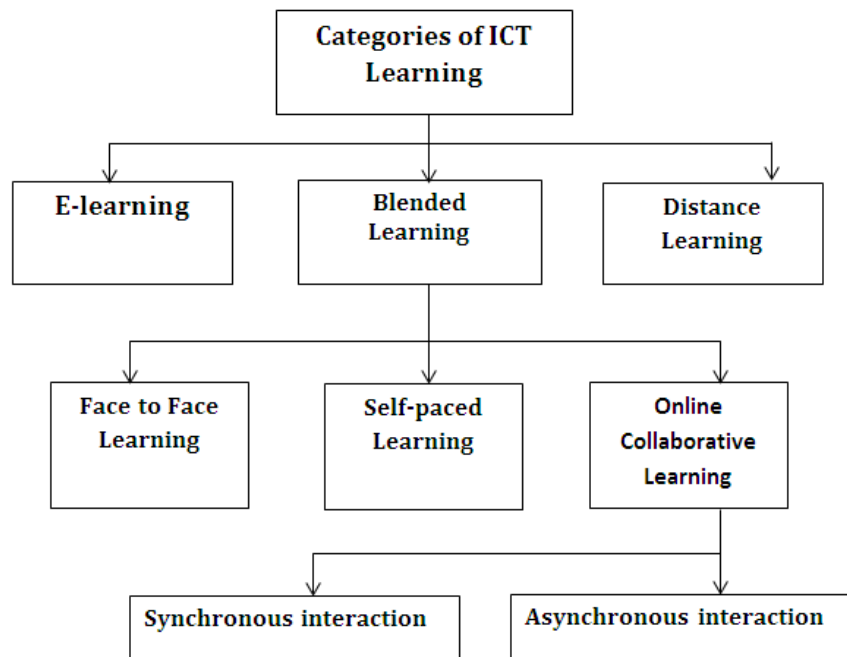 Categories of ICT
Learning
E-learning
Blended
Learning
Distance
Learning
Face to Face
Learning
Self-paced
Learning
Online
Collaborative
Learning
Synchronous interaction
Asynchronous interaction